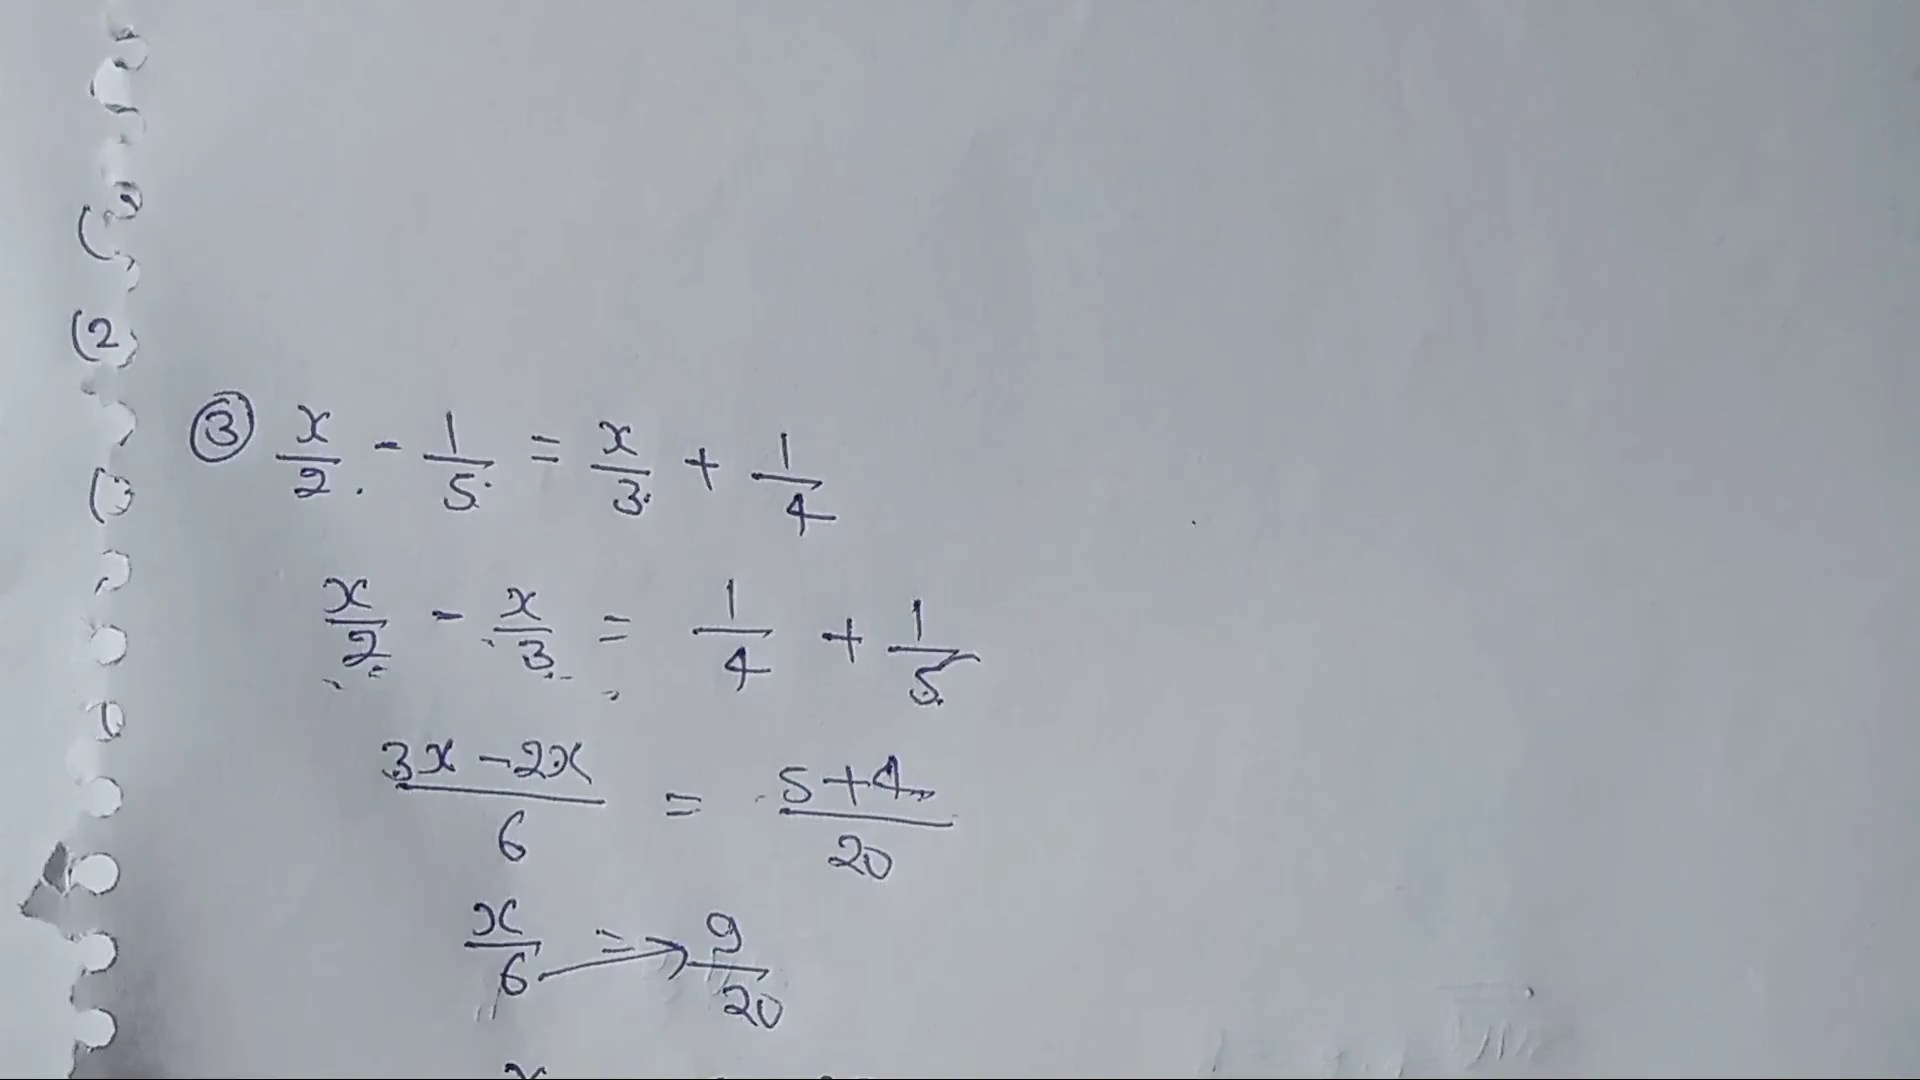 (2)
③ x/2 - 1/5 = x/3 + 1/4
x/2 - x/3 = 1/4 + 1/5
3x - 2x/6 = 5+4/20
x/6 = 9/20